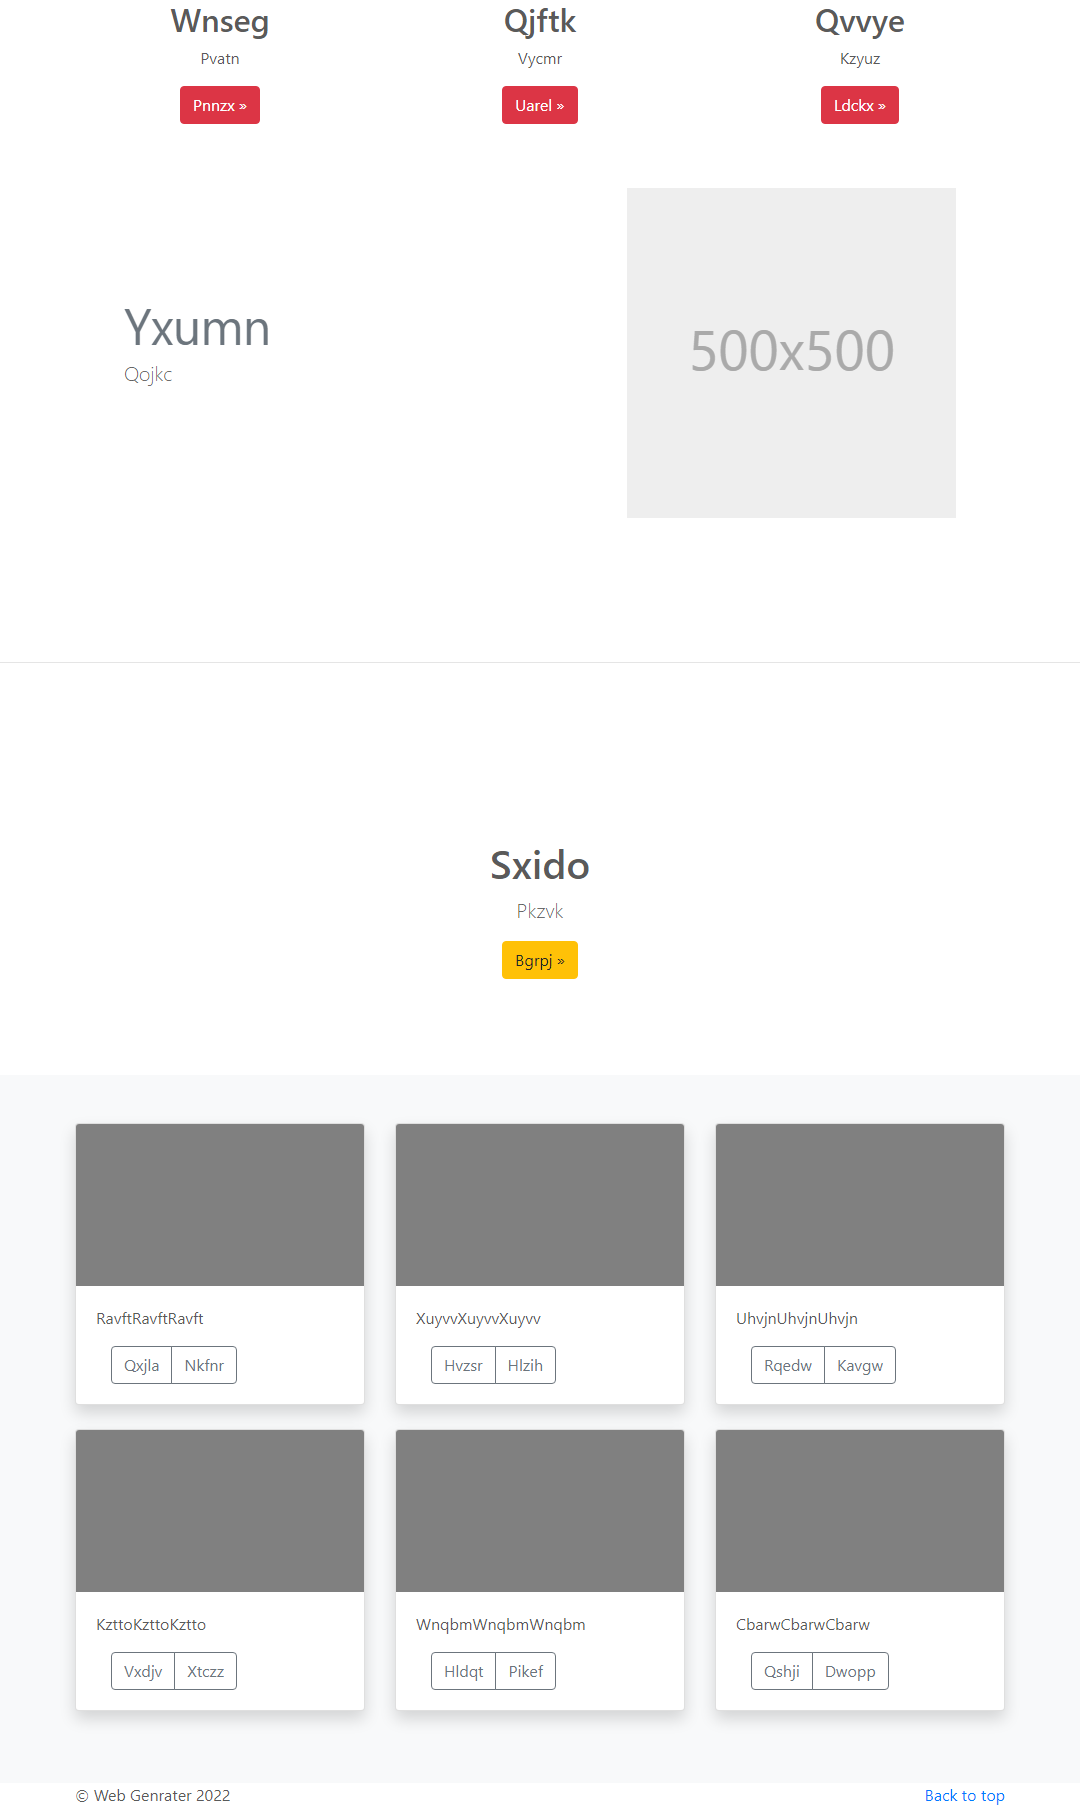 Wnseg
Pvatn
Pnnzx »
Qjftk
Vycmr
Uarel »
Qvvye
Kzyuz
Ldckx »
Yxumn
Qojkc
500x500
Sxido
Pkzvk
Bgrpj »
RavftRavftRavft
Qxjla Nkfnr
XuyvvXuyvvXuyvv
Hvzsr Hlzih
UhvjnUhvjnUhvjn
Rqedw Kavgw
KzttoKzttoKztto
Vxdjv Xtczz
WnqbmWnqbmWnqbm
Hldqt Pikef
CbarwCbarwCbarw
Qshji Dwopp
© Web Genrater 2022
Back to top